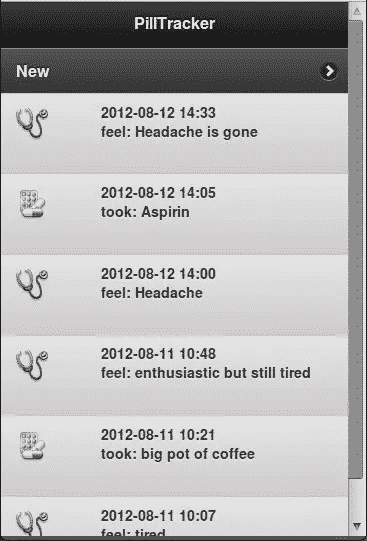 PillTracker
New
2012-08-12 14:33
feel: Headache is gone
2012-08-12 14:05
took: Aspirin
2012-08-12 14:00
feel: Headache
2012-08-11 10:48
feel: enthusiastic but still tired
2012-08-11 10:21
took: big pot of coffee
2012-08-11 10:07
feel: tired